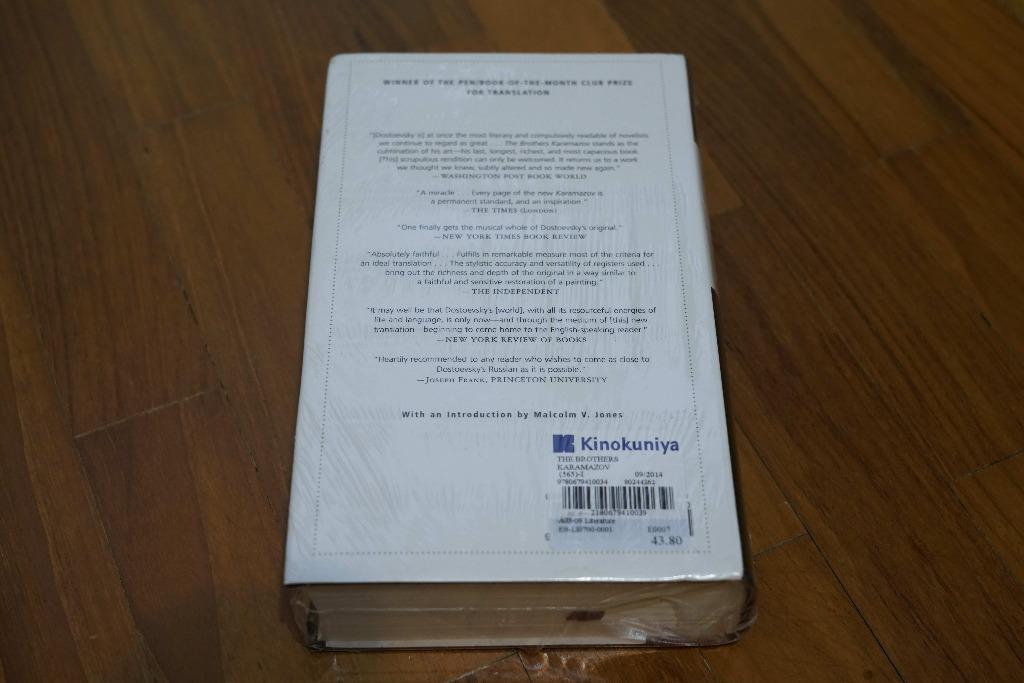 WINNER OF THE PEN/BOOK-OF-THE-MONTH CLUB PRIZE
FOR TRANSLATION
"[Dostoevsky is] at once the most literary and compulsively readable of novelists
we continue to regard as great . . . The Brothers Karamazov stands as the
culmination of his art—his last, longest, richest, and most capacious book.
[This] scrupulous rendition can only be welcomed. It returns us to a work
we thought we knew, subtly altered and so made new again."
—WASHINGTON POST BOOK WORLD
"A miracle . . . Every page of the new Karamazov is
a permanent standard, and an inspiration."
—THE TIMES (LONDON)
"One finally gets the musical whole of Dostoevsky's original."
—NEW YORK TIMES BOOK REVIEW
"Absolutely faithful . . . Fulfills in remarkable measure most of the criteria for
an ideal translation . . . The stylistic accuracy and versatility of registers used . . .
bring out the richness and depth of the original in a way similar to
a faithful and sensitive restoration of a painting."
—THE INDEPENDENT
"It may well be that Dostoevsky's [world], with all its resourceful energies of
life and language, is only now—and through the medium of [this] new
translation—beginning to come home to the English-speaking reader."
—NEW YORK REVIEW OF BOOKS
"Heartily recommended to any reader who wishes to come as close to
Dostoevsky's Russian as it is possible."
—JOSEPH FRANK, PRINCETON UNIVERSITY
With an Introduction by Malcolm V. Jones
Kinokuniya
THE BROTHERS
KARAMAZOV
(565)-I 09/2014
9780679410034 80244261
2180679410039
Literature
E0007
43.80